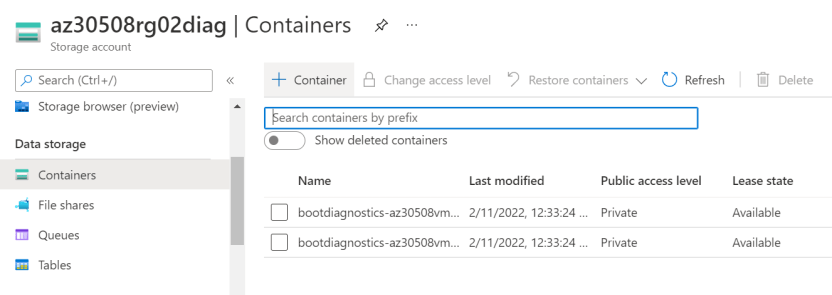 az30508rg02diag | Containers ...
Storage account
Search (Ctrl+/) «
+ Container Change access level Restore containers Refresh Delete
Storage browser (preview)
Search containers by prefix
Show deleted containers
Data storage
Containers
File shares
Queues
Tables
Name Last modified Public access level Lease state
bootdiagnostics-az30508vm... 2/11/2022, 12:33:24 ... Private Available
bootdiagnostics-az30508vm... 2/11/2022, 12:33:24 ... Private Available